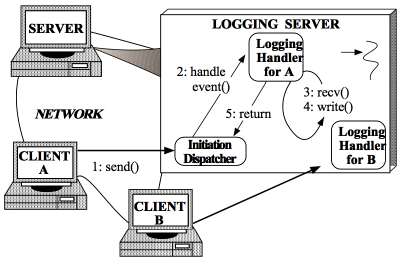 SERVER
LOGGING SERVER
Logging
Handler
for A
2: handle
event()
3: recv()
4: write()
5: return
NETWORK
Initiation
Dispatcher
Logging
Handler
for B
CLIENT
A
1: send()
CLIENT
B